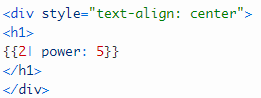 <div style="text-align: center">
<h1>
{{2| power: 5}}
</h1>
</div>